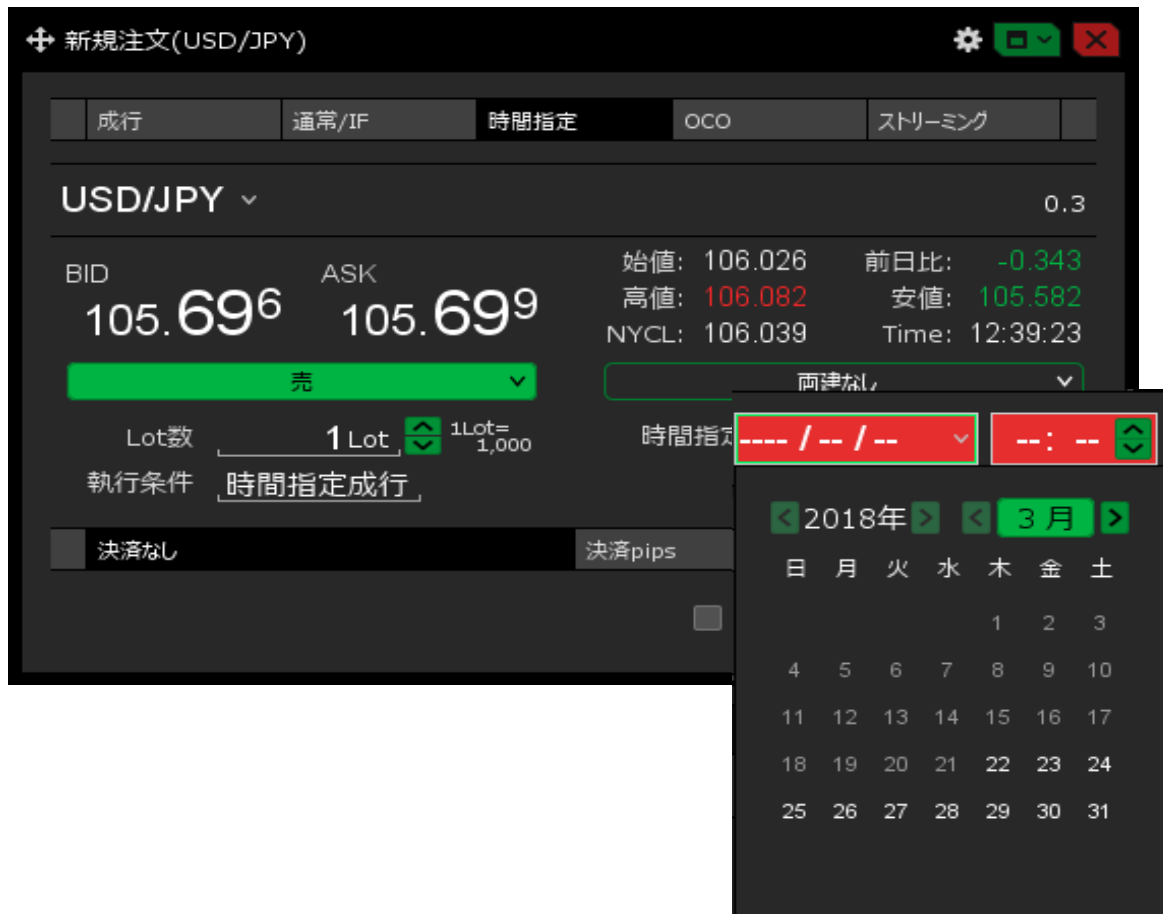 新規注文(USD/JPY)
成行 通常/IF 時間指定 OCO ストリーミング
USD/JPY 0.3
BID ASK 始値: 106.026 前日比: -0.343
105.696 105.699 高値: 106.082 安値: 105.582
NYCL: 106.039 Time: 12:39:23
売 両建なし
Lot数 1 Lot 1Lot=
1,000 時間指定 ---- / -- / -- --: --
執行条件 時間指定成行
2018年 3月
決済なし 決済pips
日 月 火 水 木 金 土
1 2 3
4 5 6 7 8 9 10
11 12 13 14 15 16 17
18 19 20 21 22 23 24
25 26 27 28 29 30 31